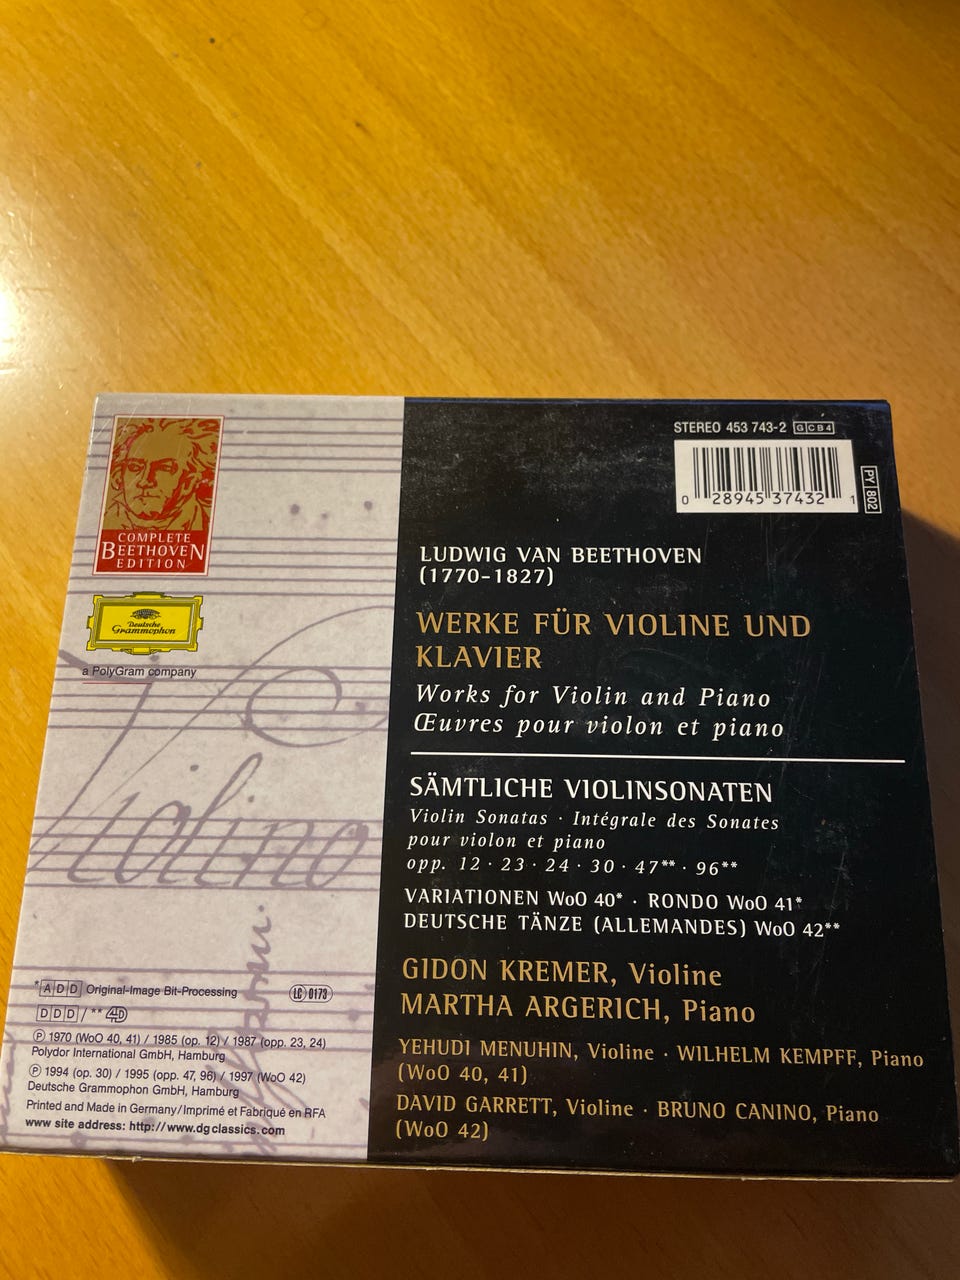 COMPLETE
BEETHOVEN
EDITION
Deutsche
Grammophon
a PolyGram company
Violino
*ADD Original-Image Bit-Processing
LC 0173
DDD / ** 4D
℗ 1970 (WoO 40, 41) / 1985 (op. 12) / 1987 (opp. 23, 24)
Polydor International GmbH, Hamburg
℗ 1994 (op. 30) / 1995 (opp. 47, 96) / 1997 (WoO 42)
Deutsche Grammophon GmbH, Hamburg
Printed and Made in Germany/Imprimé et Fabriqué en RFA
www site address: http://www.dgclassics.com
STEREO 453 743-2 GCB4
0 28945 37432 1
PY 802
LUDWIG VAN BEETHOVEN
(1770-1827)
WERKE FÜR VIOLINE UND
KLAVIER
Works for Violin and Piano
Œuvres pour violon et piano
SÄMTLICHE VIOLINSONATEN
Violin Sonatas · Intégrale des Sonates
pour violon et piano
opp. 12 · 23 · 24 · 30 · 47** · 96**
VARIATIONEN WoO 40* · RONDO WoO 41*
DEUTSCHE TÄNZE (ALLEMANDES) WoO 42**
GIDON KREMER, Violine
MARTHA ARGERICH, Piano
YEHUDI MENUHIN, Violine · WILHELM KEMPFF, Piano
(WoO 40, 41)
DAVID GARRETT, Violine · BRUNO CANINO, Piano
(WoO 42)